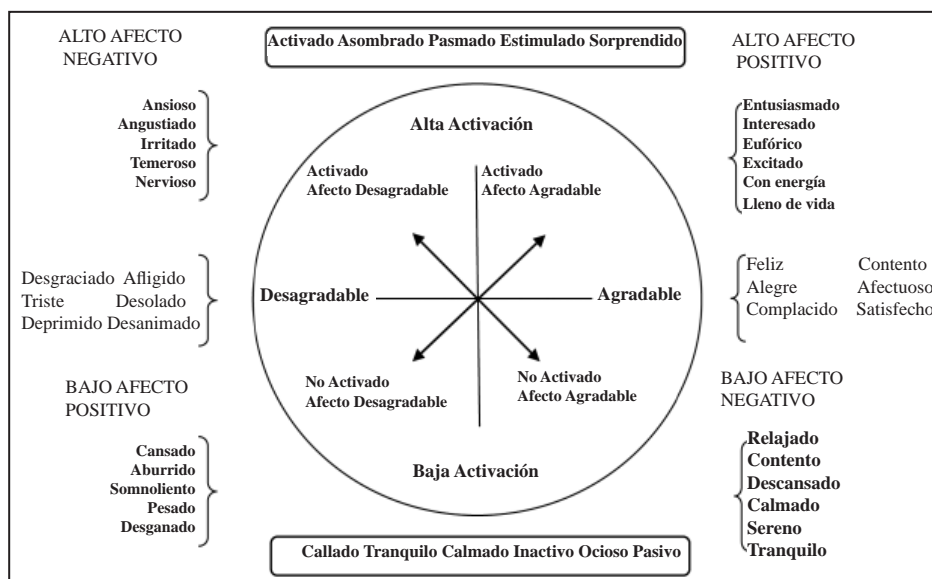 ALTO AFECTO
NEGATIVO
Activado Asombrado Pasmado Estimulado Sorprendido
ALTO AFECTO
POSITIVO
Ansioso
Angustiado
Irritado
Temeroso
Nervioso
Alta Activación
Entusiasmado
Interesado
Eufórico
Excitado
Con energía
Lleno de vida
Activado
Afecto Desagradable
Activado
Afecto Agradable
Desgraciado Afligido
Triste Desolado
Deprimido Desanimado
Desagradable
Agradable
Feliz Contento
Alegre Afectuoso
Complacido Satisfecho
No Activado
Afecto Desagradable
No Activado
Afecto Agradable
BAJO AFECTO
POSITIVO
BAJO AFECTO
NEGATIVO
Cansado
Aburrido
Somnoliento
Pesado
Desganado
Baja Activación
Relajado
Contento
Descansado
Calmado
Sereno
Tranquilo
Callado Tranquilo Calmado Inactivo Ocioso Pasivo